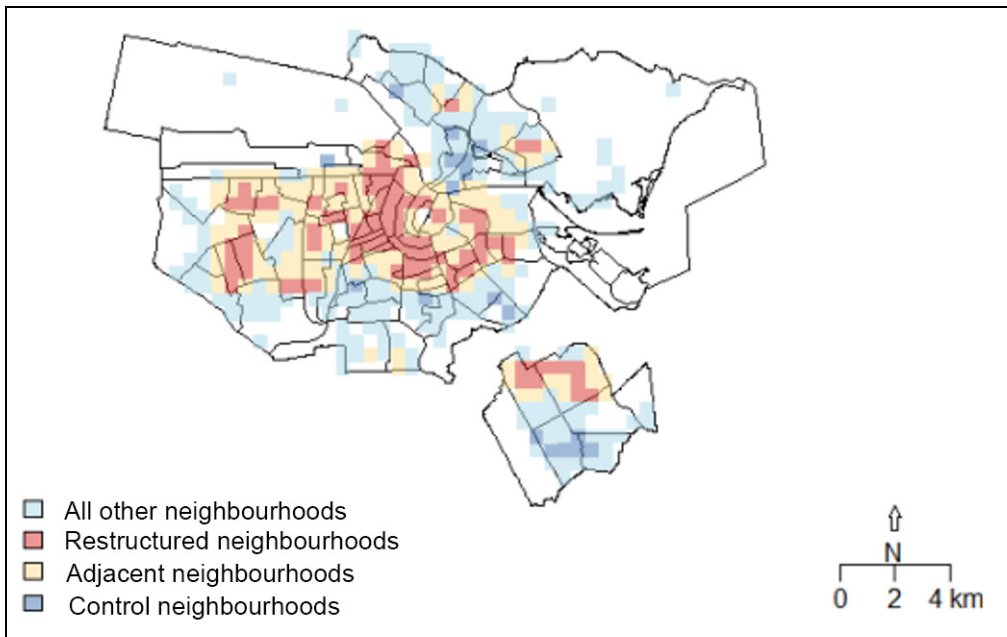 All other neighbourhoods
Restructured neighbourhoods
Adjacent neighbourhoods
Control neighbourhoods
N
0 2 4 km